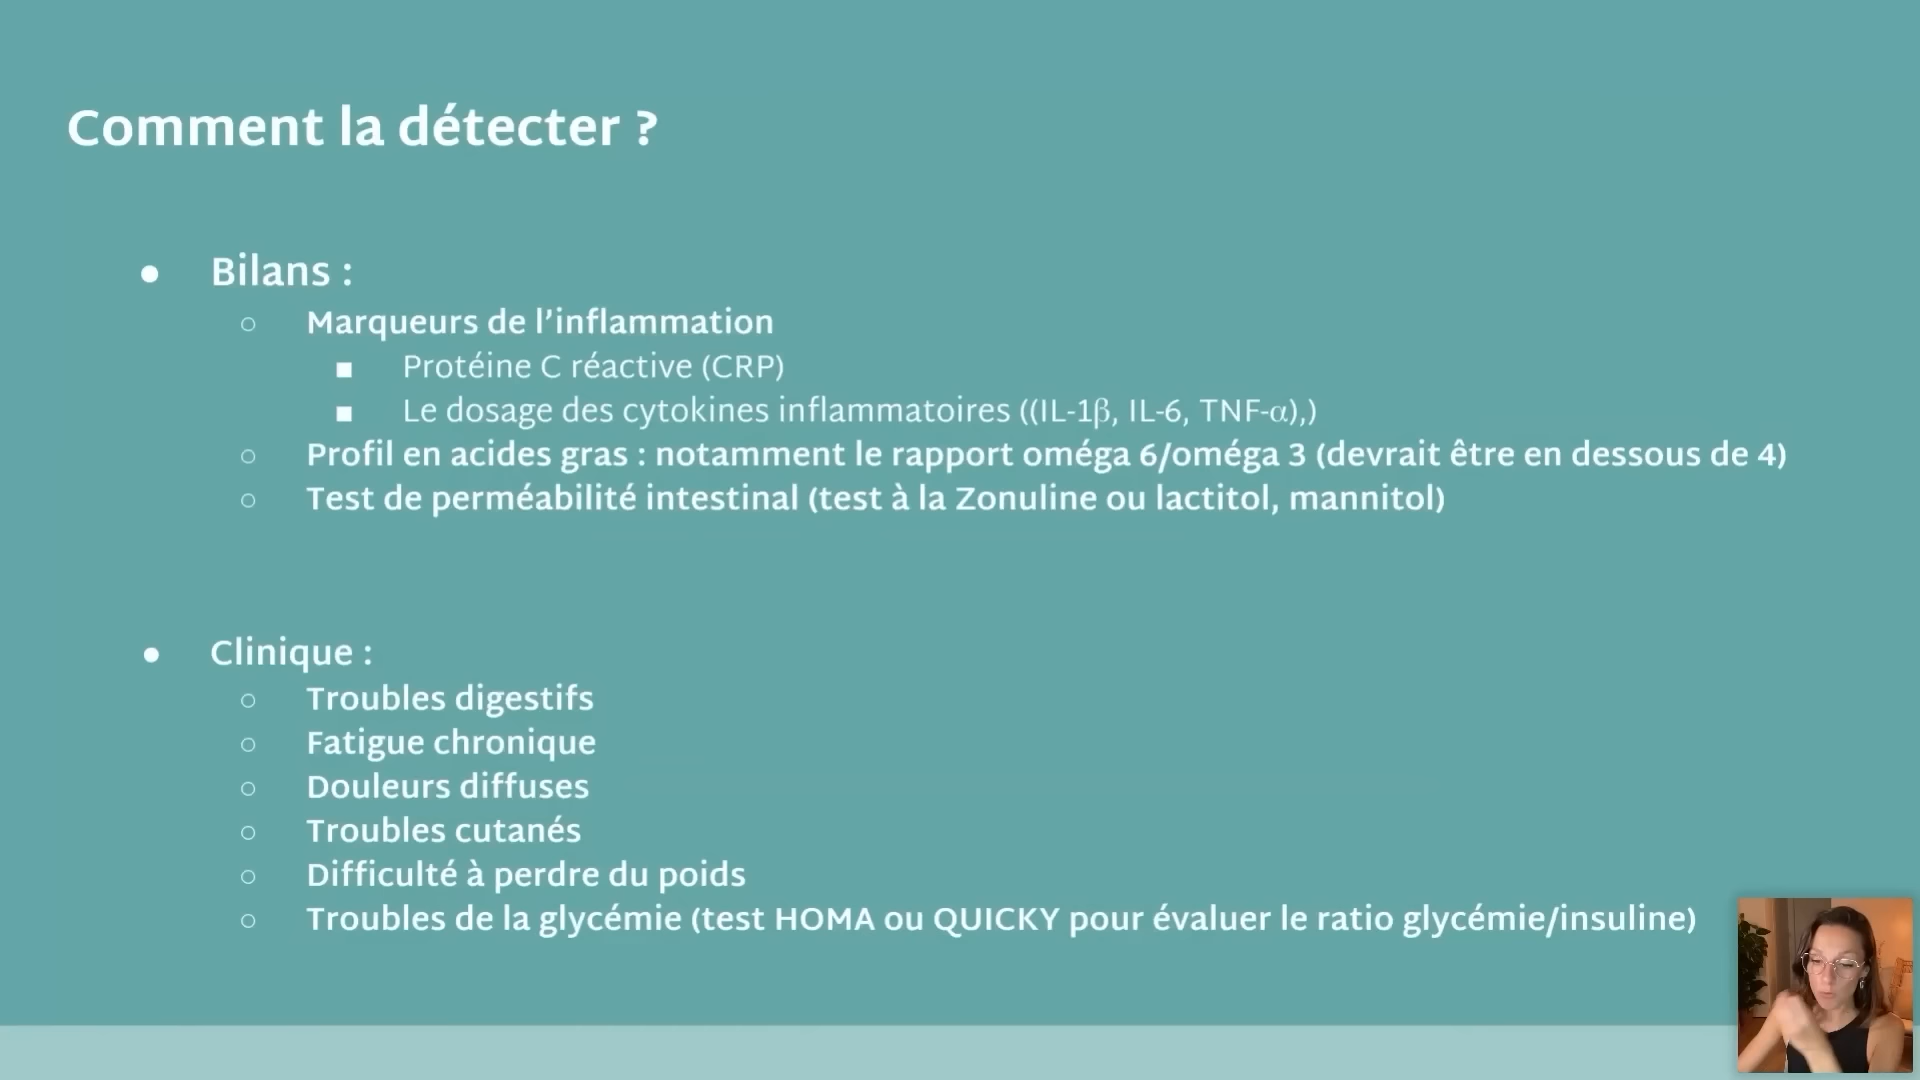 Comment la détecter ?
● Bilans :
○ Marqueurs de l’inflammation
■ Protéine C réactive (CRP)
■ Le dosage des cytokines inflammatoires ((IL-1β, IL-6, TNF-α),)
○ Profil en acides gras : notamment le rapport oméga 6/oméga 3 (devrait être en dessous de 4)
○ Test de perméabilité intestinal (test à la Zonuline ou lactitol, mannitol)
● Clinique :
○ Troubles digestifs
○ Fatigue chronique
○ Douleurs diffuses
○ Troubles cutanés
○ Difficulté à perdre du poids
○ Troubles de la glycémie (test HOMA ou QUICKY pour évaluer le ratio glycémie/insuline)